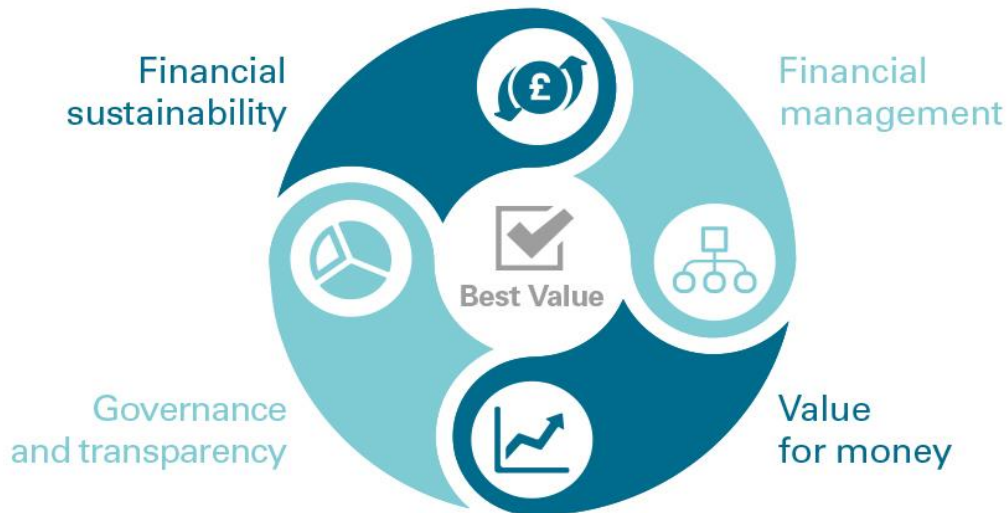 Financial
sustainability
£
Financial
management
Best Value
Governance
and transparency
Value
for money